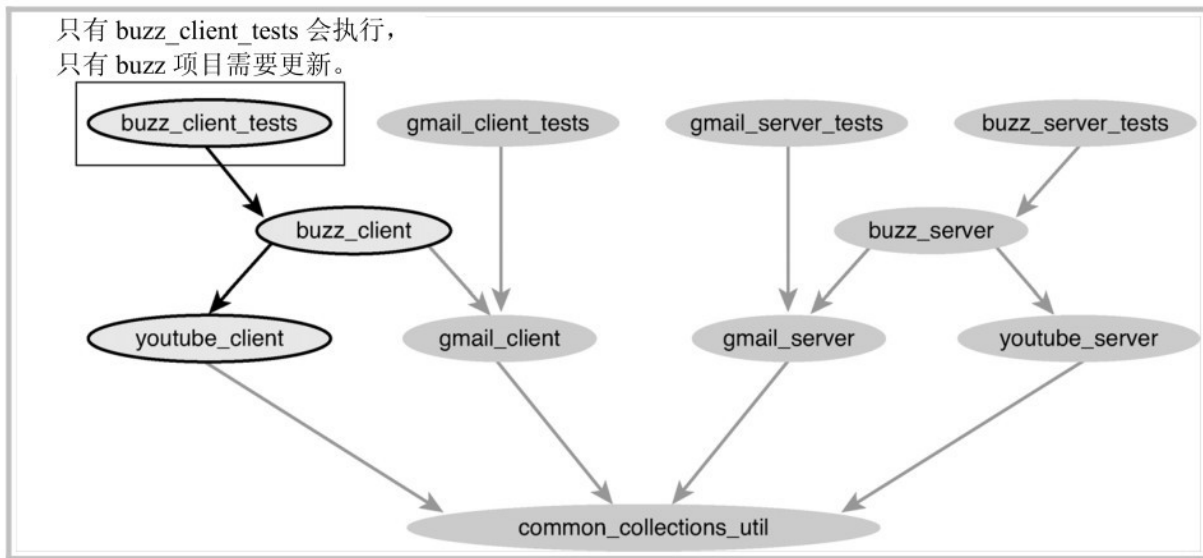 只有 buzz_client_tests 会执行，
只有 buzz 项目需要更新。
buzz_client_tests
gmail_client_tests
gmail_server_tests
buzz_server_tests
buzz_client
buzz_server
youtube_client
gmail_client
gmail_server
youtube_server
common_collections_util